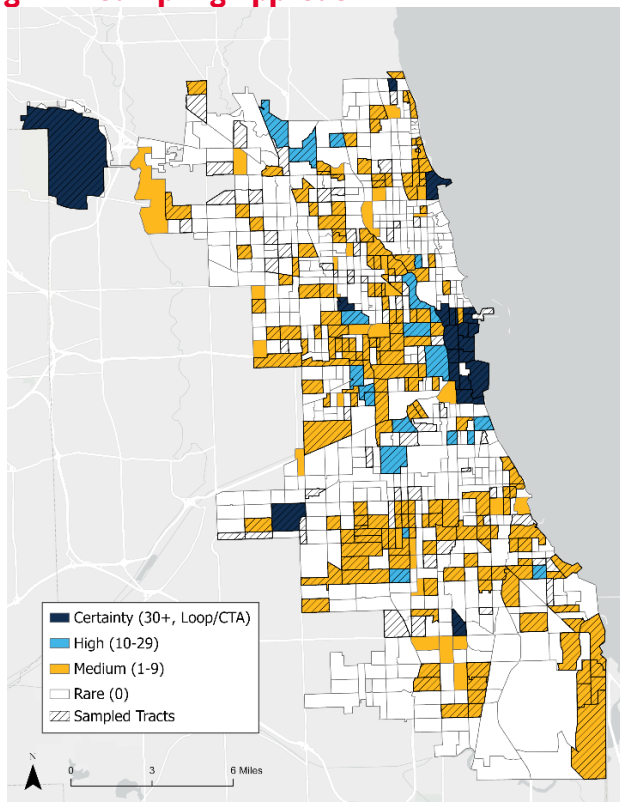 Certainty (30+, Loop/CTA)
High (10-29)
Medium (1-9)
Rare (0)
Sampled Tracts
N
0 3 6 Miles